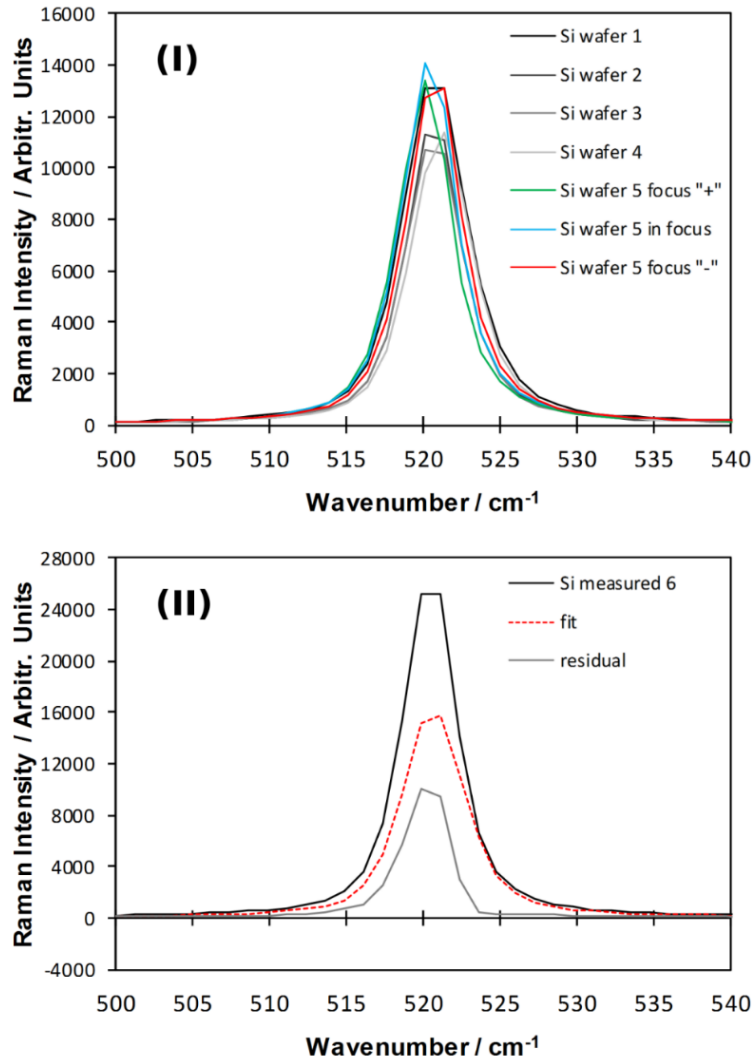 (I)
Raman Intensity / Arbitr. Units
16000
14000
12000
10000
8000
6000
4000
2000
0
Si wafer 1
Si wafer 2
Si wafer 3
Si wafer 4
Si wafer 5 focus "+"
Si wafer 5 in focus
Si wafer 5 focus "-"
500 505 510 515 520 525 530 535 540
Wavenumber / cm⁻¹
(II)
Raman Intensity / Arbitr. Units
28000
24000
20000
16000
12000
8000
4000
0
-4000
Si measured 6
fit
residual
500 505 510 515 520 525 530 535 540
Wavenumber / cm⁻¹